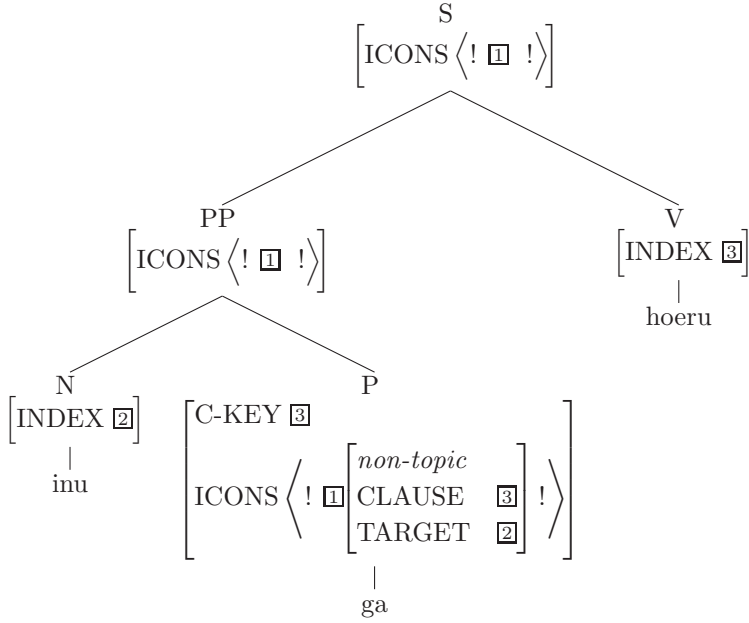 S
[ICONS ⟨! 1 !⟩]
PP
[ICONS ⟨! 1 !⟩]
V
[INDEX 3]
hoeru
N
[INDEX 2]
inu
P
C-KEY 3
non-topic
ICONS ⟨! 1 CLAUSE 3 !⟩
TARGET 2
ga